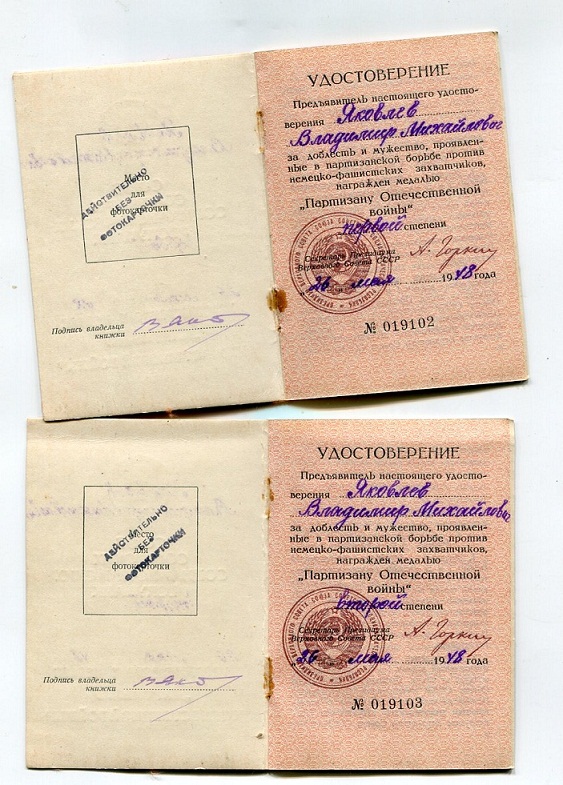 Место
для
фотокарточки
ДЕЙСТВИТЕЛЬНО
БЕЗ
ФОТОКАРТОЧКИ
Подпись владельца
книжки
УДОСТОВЕРЕНИЕ
Предъявитель настоящего удосто-
верения Яковлев
Владимир Михайлович
за доблесть и мужество, проявлен-
ные в партизанской борьбе против
немецко-фашистских захватчиков,
награжден медалью
„Партизану Отечественной
войны“
первой степени
Секретарь Президиума
Верховного Совета СССР А. Горкин
26 мая 1948 года
№ 019102
Место
для
фотокарточки
ДЕЙСТВИТЕЛЬНО
БЕЗ
ФОТОКАРТОЧКИ
Подпись владельца
книжки
УДОСТОВЕРЕНИЕ
Предъявитель настоящего удосто-
верения Яковлев
Владимир Михайлович
за доблесть и мужество, проявлен-
ные в партизанской борьбе против
немецко-фашистских захватчиков,
награжден медалью
„Партизану Отечественной
войны“
второй степени
Секретарь Президиума
Верховного Совета СССР А. Горкин
26 мая 1948 года
№ 019103